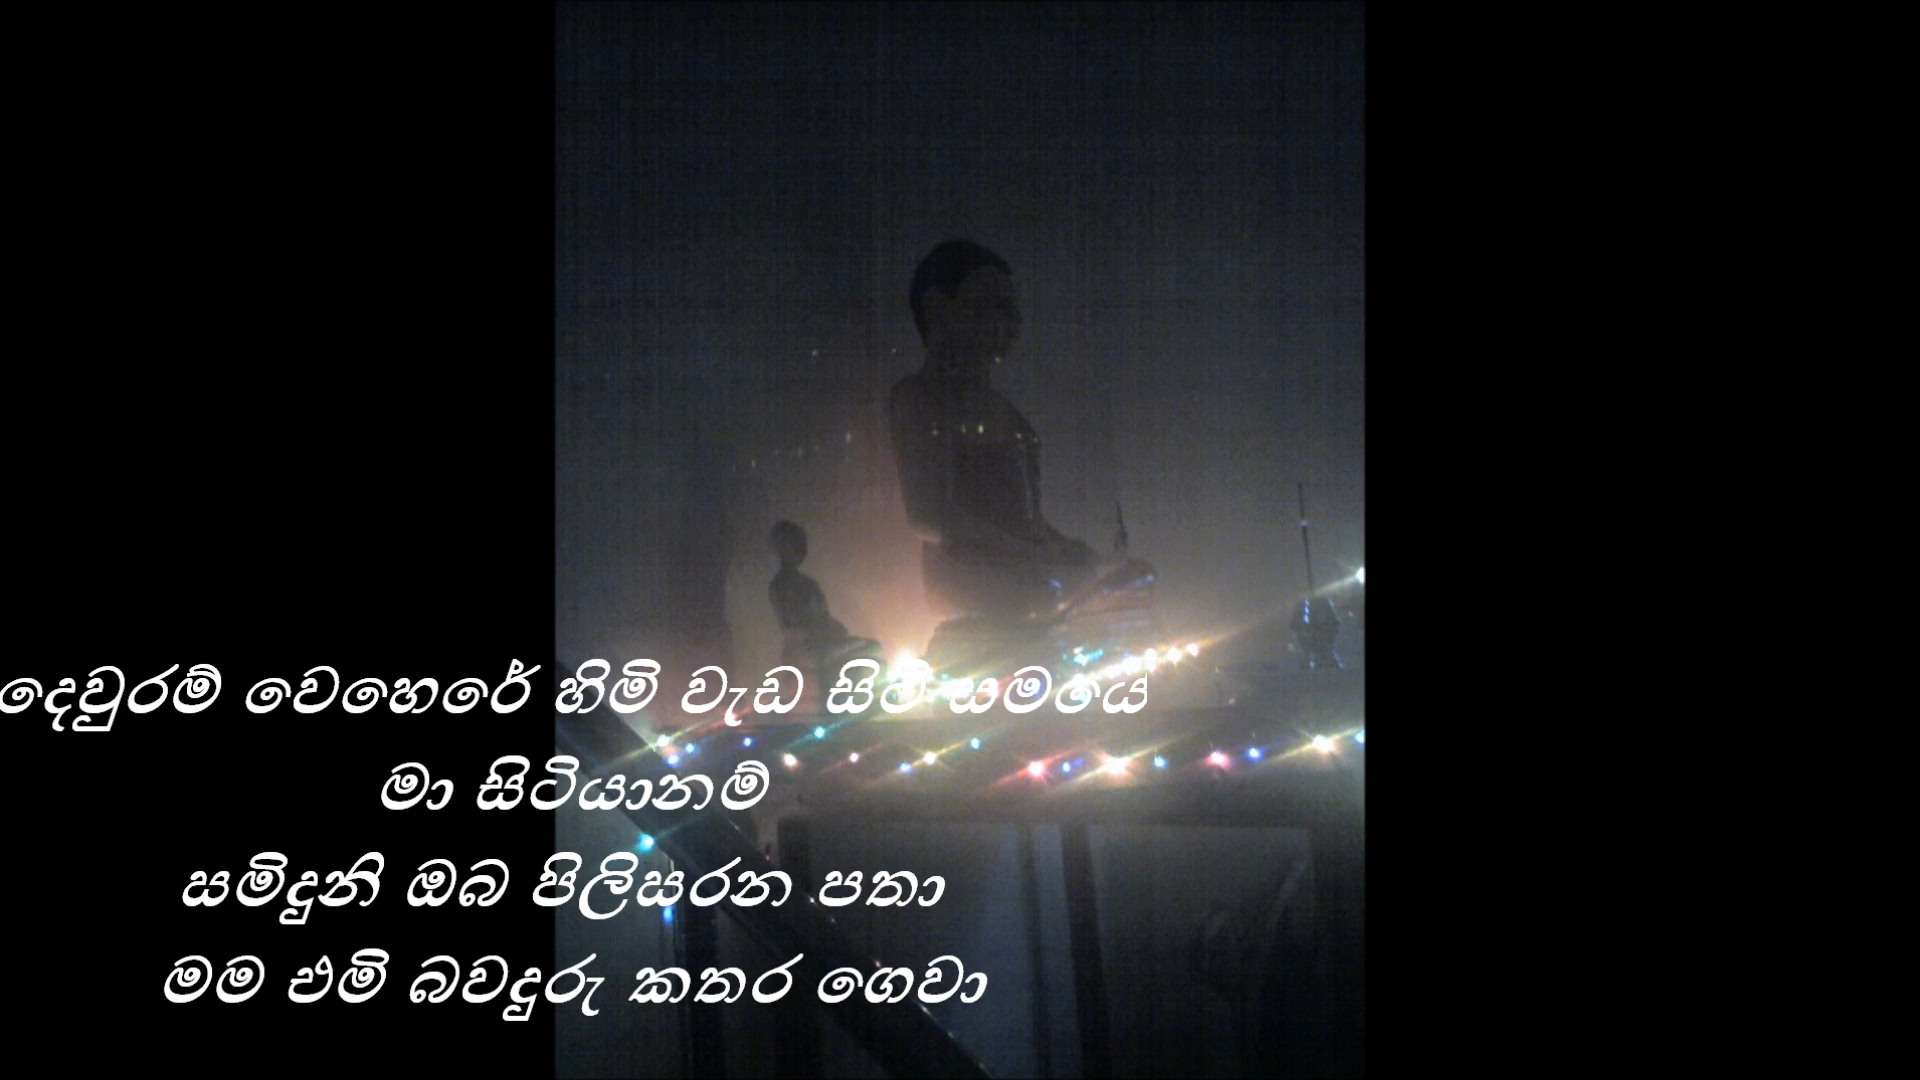 දෙවුරම් වෙහෙරේ හිමි වැඩ සිටි සමයේ
මා සිටියානම්
සමිදුනි ඔබ පිලිසරන පතා
මම එමි බවදුරු කතර ගෙවා